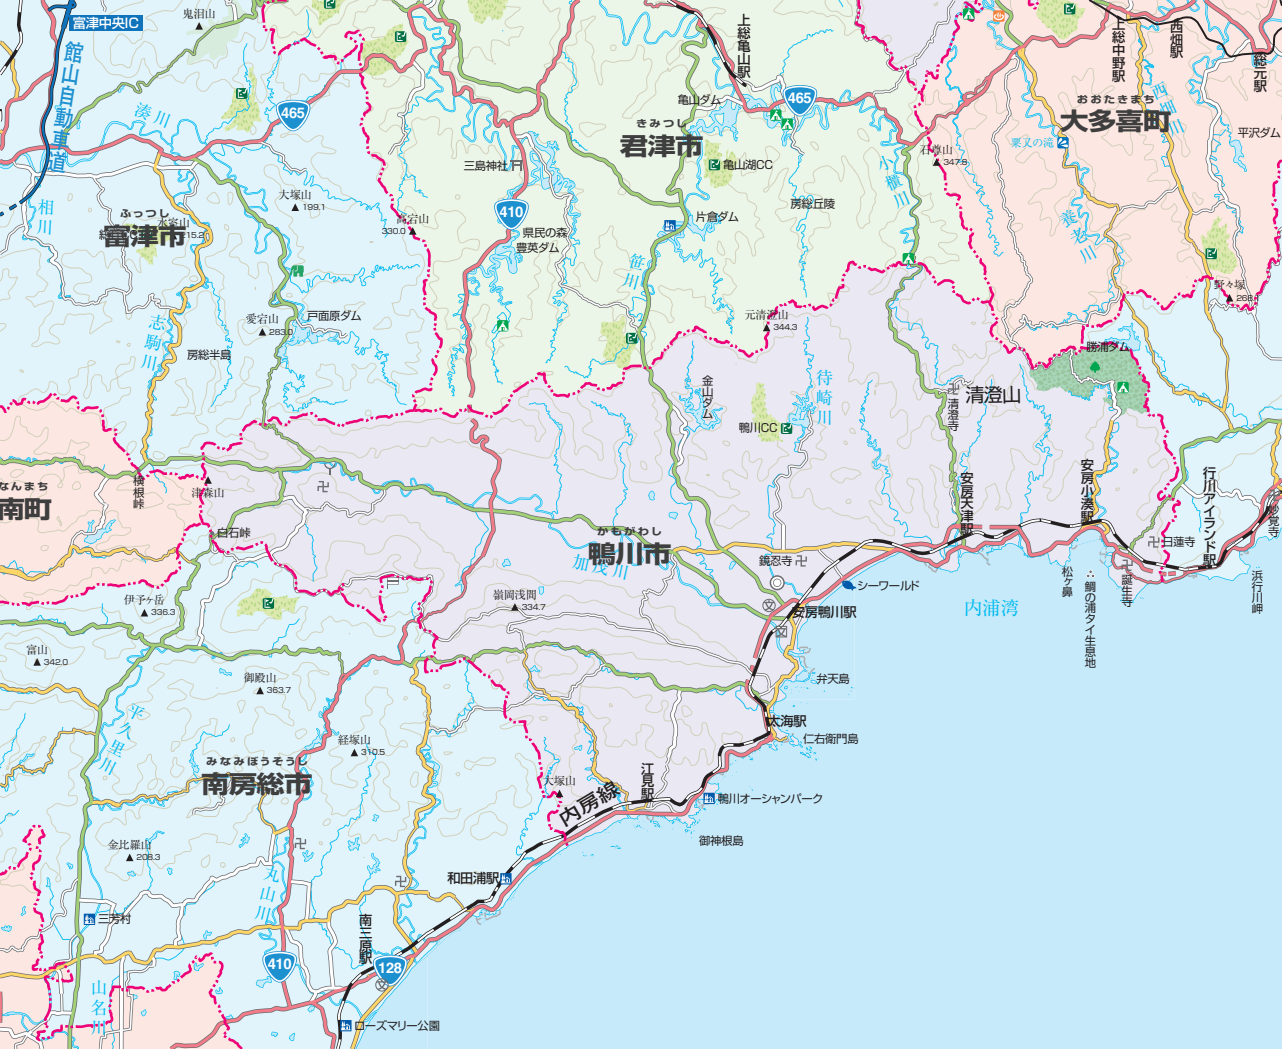 富津中央IC
鬼泪山
館山自動車道
湊川
465
上総亀山駅
亀山ダム
465
きみつし
君津市
亀山湖CC
三島神社
410
県民の森
豊英ダム
片倉ダム
笹川
房総丘陵
小櫃川
上総中野駅
西畑駅
総元駅
おおたきまち
大多喜町
西畑川
平沢ダム
粟又の滝
石尊山
347.9
養老川
野々塚
相川
大塚山
199.1
ふっつし
富津市
215.2
高宕山
330.0
志駒川
愛宕山
283.0
戸面原ダム
房総半島
元清澄山
344.3
勝浦ダム
金山ダム
待崎川
鴨川CC
清澄山
清澄寺
なんまち
南町
横根峠
津森山
白石峠
かもがわし
鴨川市
加茂川
鏡忍寺
安房天津駅
安房小湊駅
行川アイランド駅
妙覚寺
日蓮寺
誕生寺
浜行川岬
松ヶ鼻
鯛の浦タイ生息地
内浦湾
シーワールド
安房鴨川駅
嶺岡浅間
334.7
伊予ヶ岳
336.3
富山
342.0
御殿山
363.7
弁天島
太海駅
仁右衛門島
平久里川
経塚山
310.5
みなみぼうそうし
南房総市
大塚山
内房線
江見駅
鴨川オーシャンパーク
御神根島
金比羅山
208.3
丸山川
和田浦駅
三芳村
南三原駅
410
128
山名川
ローズマリー公園